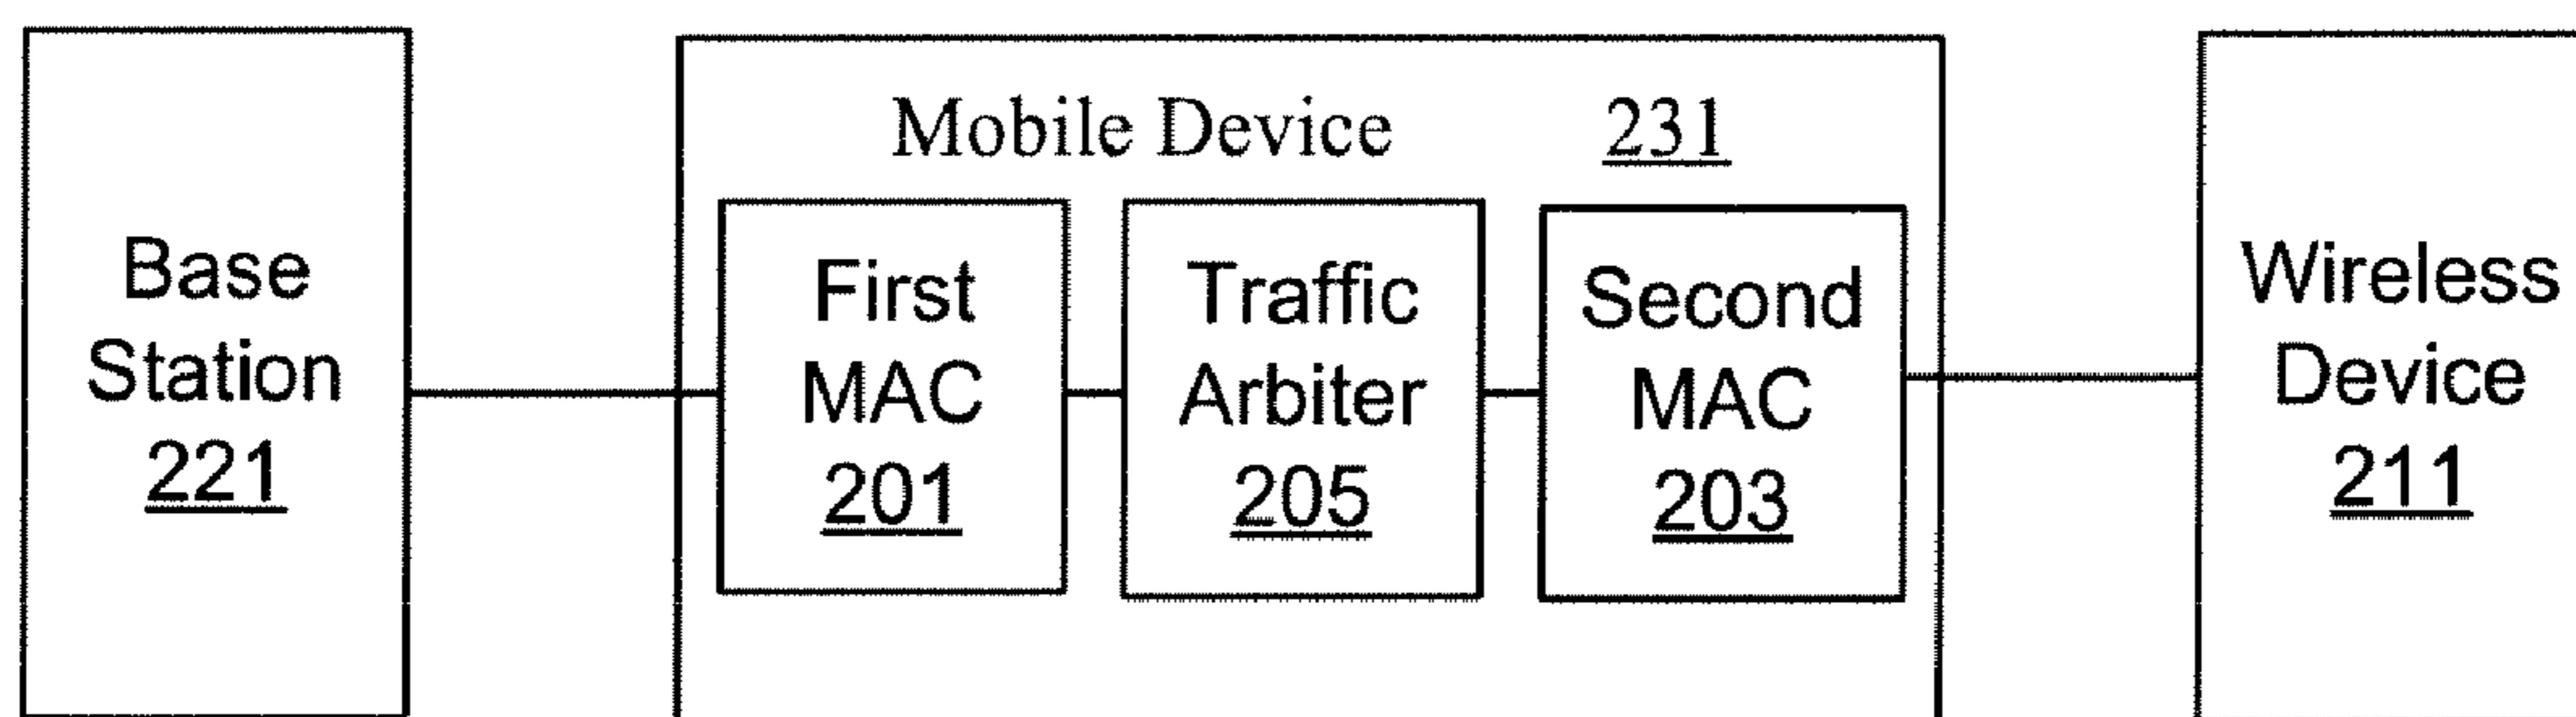 Base
Station
221
Mobile Device 231
First
MAC
201
Traffic
Arbiter
205
Second
MAC
203
Wireless
Device
211